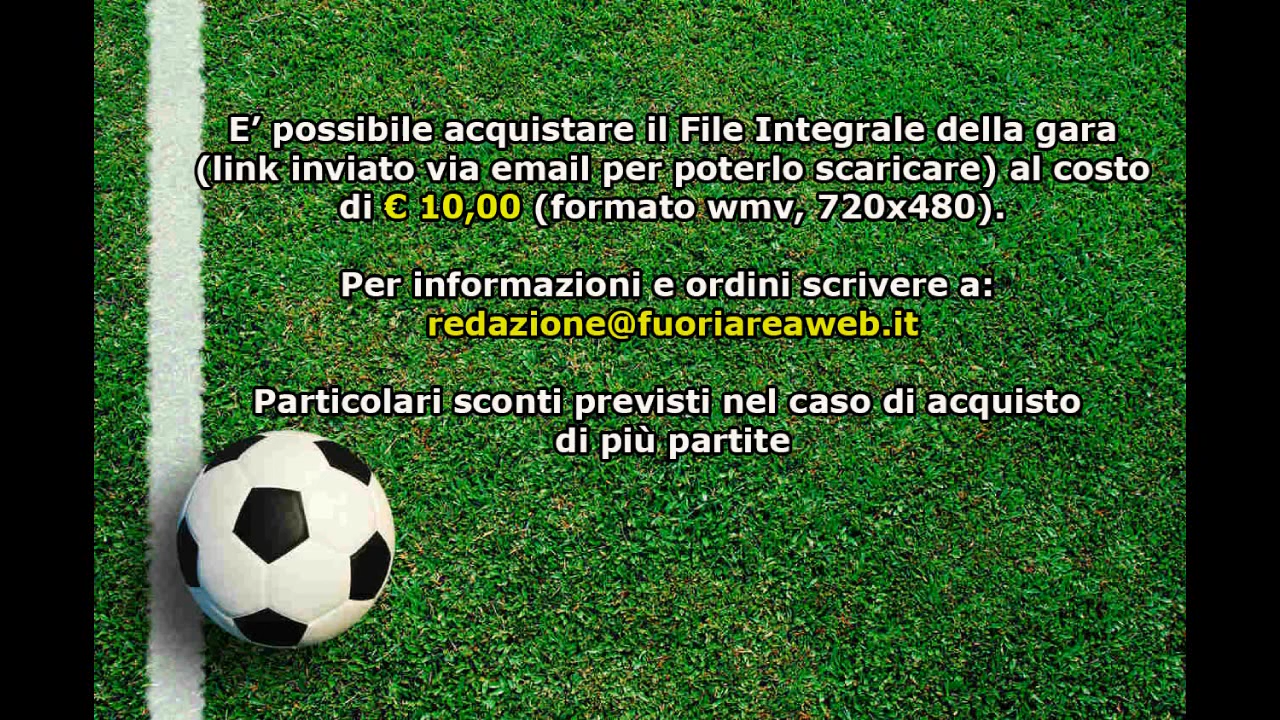 E’ possibile acquistare il File Integrale della gara
(link inviato via email per poterlo scaricare) al costo
di € 10,00 (formato wmv, 720x480).
Per informazioni e ordini scrivere a:
redazione@fuoriareaweb.it
Particolari sconti previsti nel caso di acquisto
di più partite